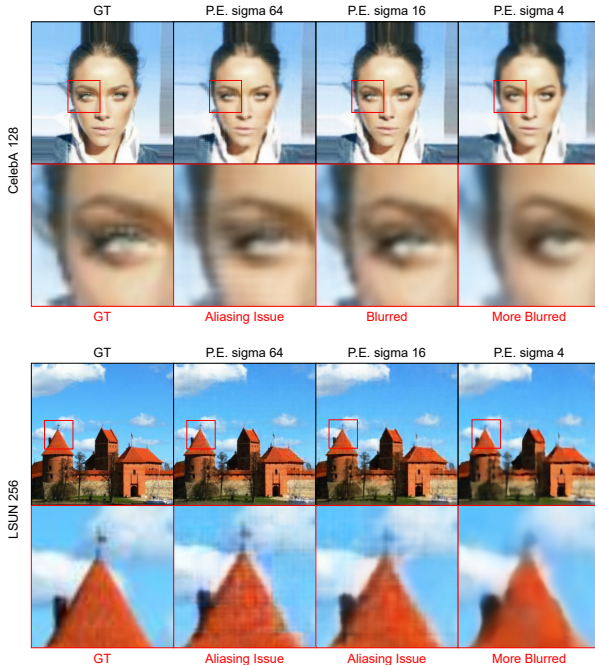 GT P.E. sigma 64 P.E. sigma 16 P.E. sigma 4
CelebA 128
GT Aliasing Issue Blurred More Blurred
GT P.E. sigma 64 P.E. sigma 16 P.E. sigma 4
LSUN 256
GT Aliasing Issue Aliasing Issue More Blurred